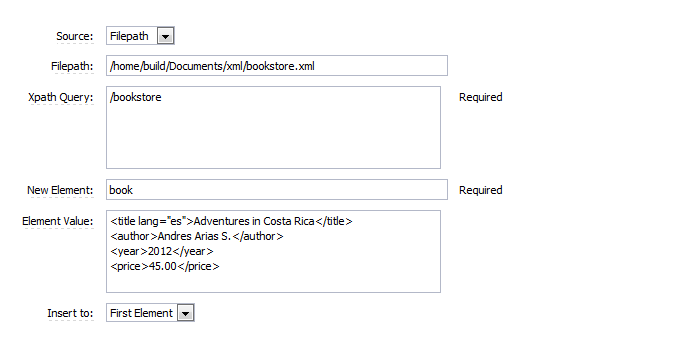 Source: Filepath
Filepath: /home/build/Documents/xml/bookstore.xml
Xpath Query: /bookstore Required
New Element: book Required
Element Value: <title lang="es">Adventures in Costa Rica</title>
<author>Andres Arias S.</author>
<year>2012</year>
<price>45.00</price>
Insert to: First Element